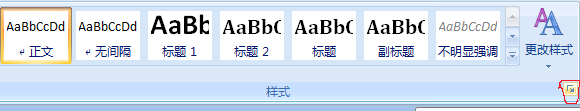 AaBbCcDd AaBbCcDd AaBb AaBbC AaBbC AaBbC AaBbCcDd
↵ 正文 ↵ 无间隔 标题 1 标题 2 标题 副标题 不明显强调 更改样式
样式